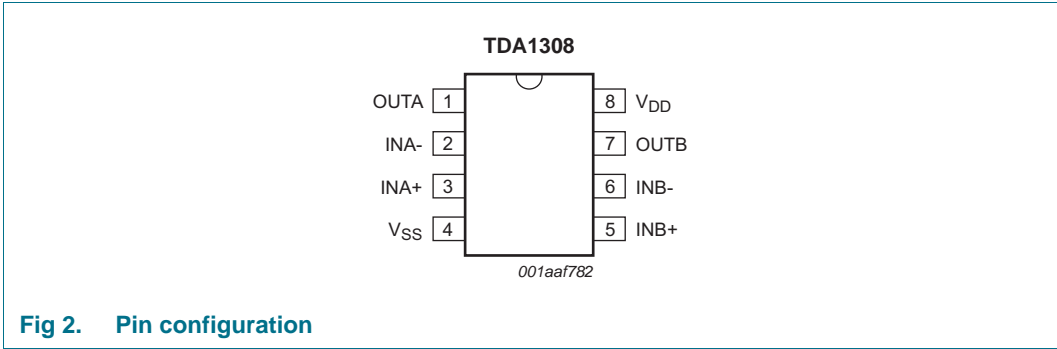 TDA1308
OUTA 1 8 VDD
INA- 2 7 OUTB
INA+ 3 6 INB-
VSS 4 5 INB+
001aaf782
Fig 2. Pin configuration